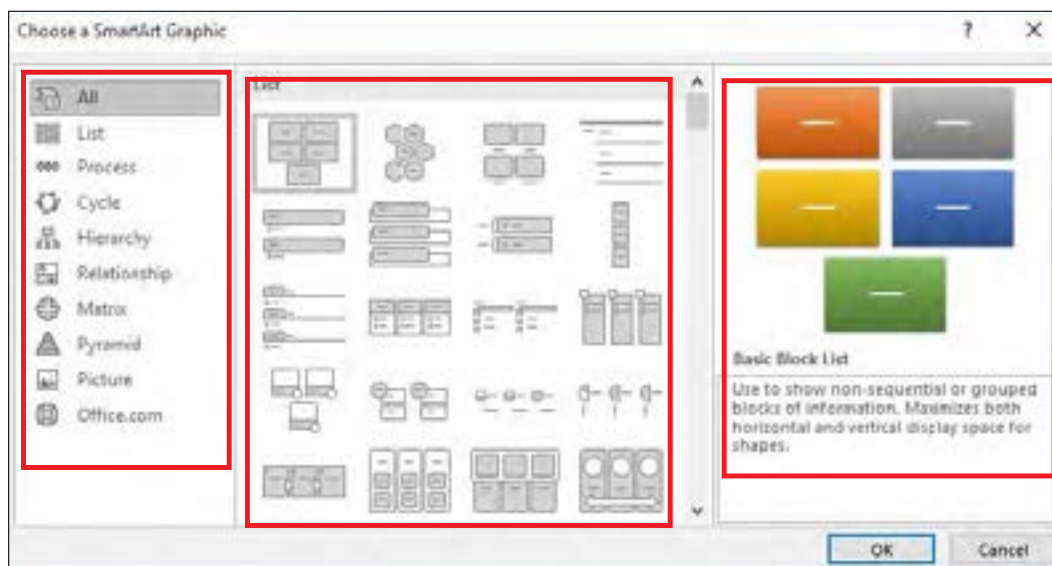 Choose a SmartArt Graphic
?
All
List
Process
Cycle
Hierarchy
Relationship
Matrix
Pyramid
Picture
Office.com
List
Basic Block List
Use to show non-sequential or grouped
blocks of information. Maximizes both
horizontal and vertical display space for
shapes.
OK
Cancel